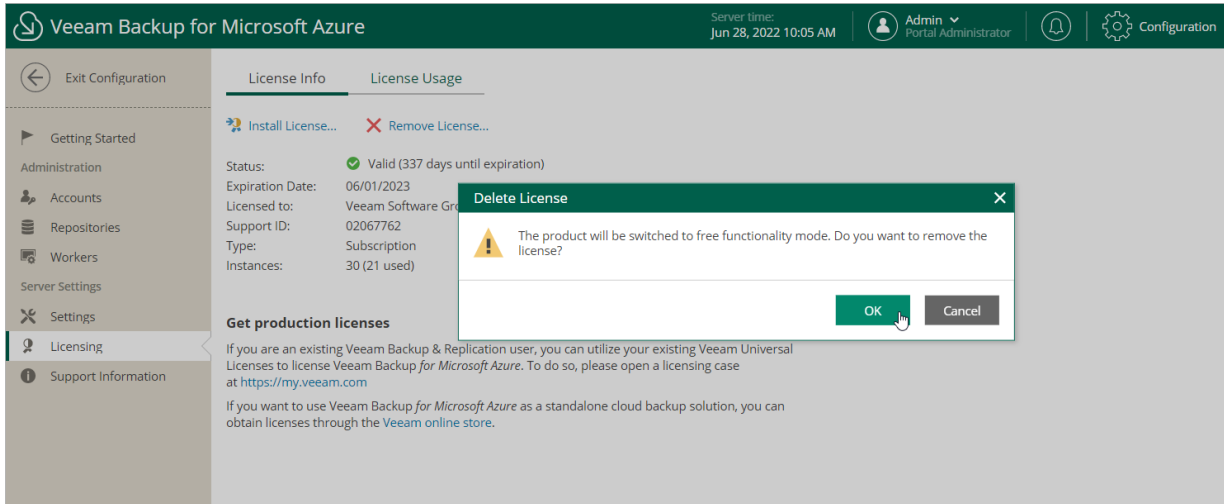 Veeam Backup for Microsoft Azure
Server time:
Jun 28, 2022 10:05 AM
Admin
Portal Administrator
Configuration
Exit Configuration
Getting Started
Administration
Accounts
Repositories
Workers
Server Settings
Settings
Licensing
Support Information
License Info
License Usage
Install License...
Remove License...
Status:
Valid (337 days until expiration)
Expiration Date:
06/01/2023
Licensed to:
Veeam Software Gro
Support ID:
02067762
Type:
Subscription
Instances:
30 (21 used)
Delete License
The product will be switched to free functionality mode. Do you want to remove the
license?
OK
Cancel
Get production licenses
If you are an existing Veeam Backup & Replication user, you can utilize your existing Veeam Universal
Licenses to license Veeam Backup for Microsoft Azure. To do so, please open a licensing case
at https://my.veeam.com
If you want to use Veeam Backup for Microsoft Azure as a standalone cloud backup solution, you can
obtain licenses through the Veeam online store.